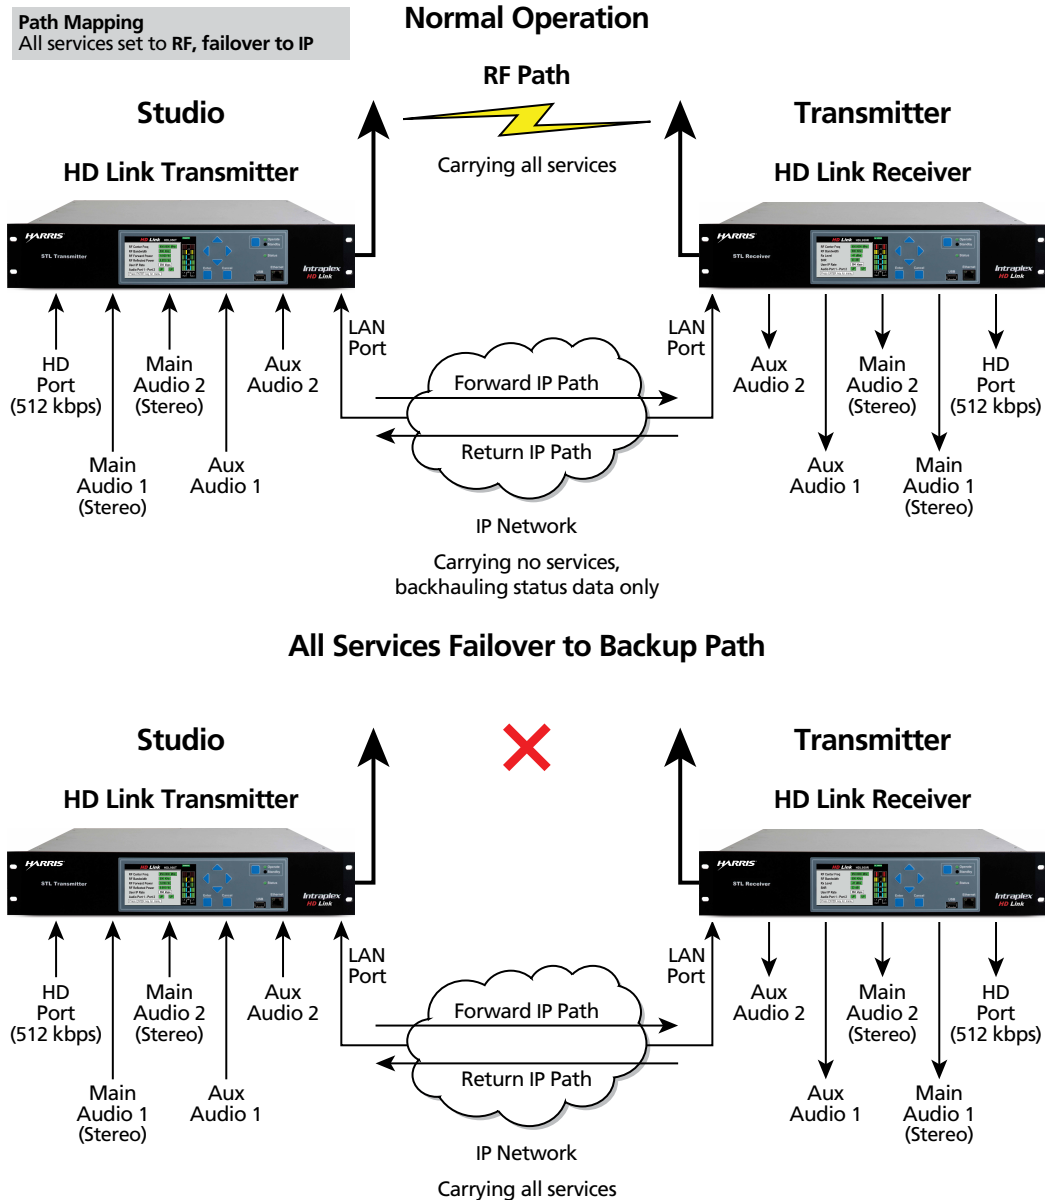 Path Mapping
All services set to RF, failover to IP
Normal Operation
RF Path
Carrying all services
Studio
HD Link Transmitter
Transmitter
HD Link Receiver
HARRIS
STL Transmitter
HD Link
Intraplex
HD Link
HARRIS
STL Receiver
HD Link
Intraplex
HD Link
HD
Port
(512 kbps)
Main
Audio 1
(Stereo)
Main
Audio 2
(Stereo)
Aux
Audio 1
Aux
Audio 2
LAN
Port
Forward IP Path
Return IP Path
IP Network
Carrying no services,
backhauling status data only
LAN
Port
Aux
Audio 2
Aux
Audio 1
Main
Audio 2
(Stereo)
Main
Audio 1
(Stereo)
HD
Port
(512 kbps)
All Services Failover to Backup Path
Studio
HD Link Transmitter
Transmitter
HD Link Receiver
HARRIS
STL Transmitter
HD Link
Intraplex
HD Link
HARRIS
STL Receiver
HD Link
Intraplex
HD Link
HD
Port
(512 kbps)
Main
Audio 1
(Stereo)
Main
Audio 2
(Stereo)
Aux
Audio 1
Aux
Audio 2
LAN
Port
Forward IP Path
Return IP Path
IP Network
Carrying all services
LAN
Port
Aux
Audio 2
Aux
Audio 1
Main
Audio 2
(Stereo)
Main
Audio 1
(Stereo)
HD
Port
(512 kbps)